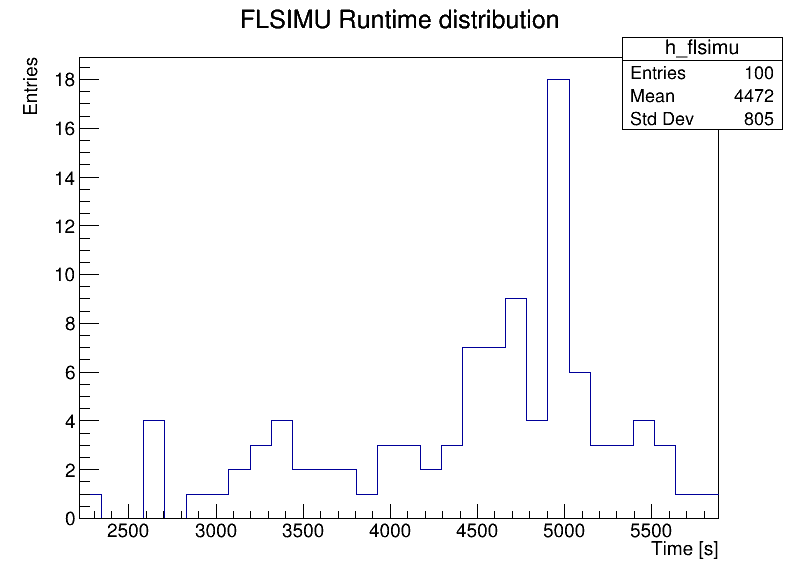 FLSIMU Runtime distribution
h_flsimu
Entries 100
Mean 4472
Std Dev 805
Entries
18
16
14
12
10
8
6
4
2
0
2500 3000 3500 4000 4500 5000 5500
Time [s]